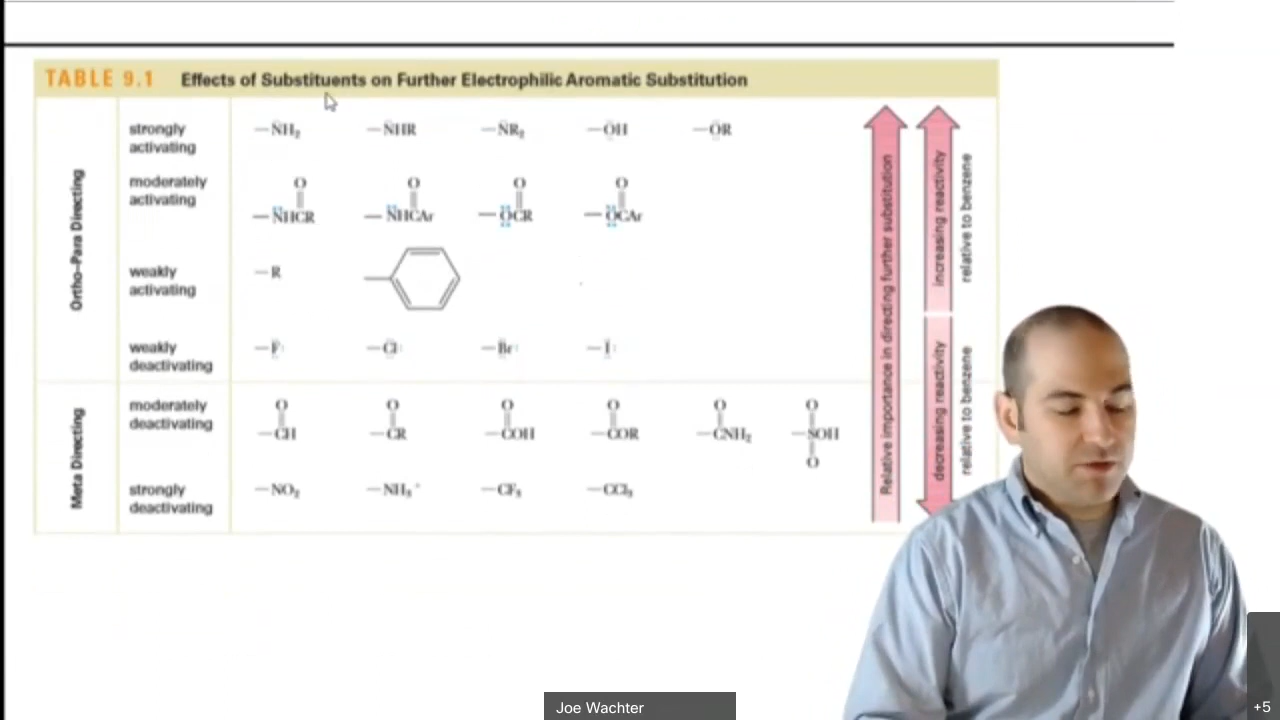 TABLE 9.1 Effects of Substituents on Further Electrophilic Aromatic Substitution
Ortho–Para Directing
strongly
activating
—NH₂ —NHR —NR₂ —OH —OR
moderately
activating
O O O O
—NHCR —NHCAr —OCR —OCAr
weakly
activating
—R
weakly
deactivating
—F —Cl —Br —I
Meta Directing
moderately
deactivating
O O O O O O
—CH —CR —COH —COR —CNH₂ —SOH
O
strongly
deactivating
—NO₂ —NH₃⁺ —CF₃ —CCl₃
Relative importance in directing further substitution
increasing reactivity
relative to benzene
decreasing reactivity
relative to benzene
Joe Wachter
+5